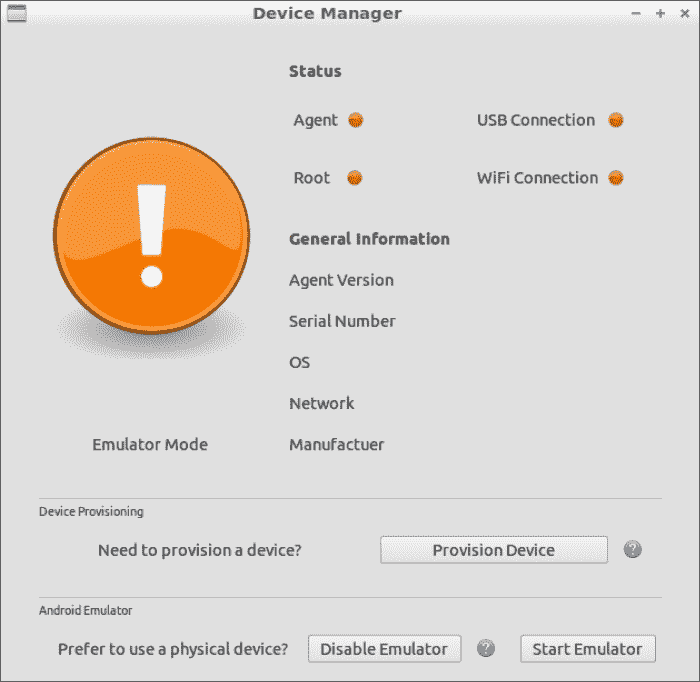 Device Manager
Status
Agent
USB Connection
Root
WiFi Connection
General Information
Agent Version
Serial Number
OS
Network
Emulator Mode
Manufactuer
Device Provisioning
Need to provision a device?
Provision Device
?
Android Emulator
Prefer to use a physical device?
Disable Emulator
?
Start Emulator